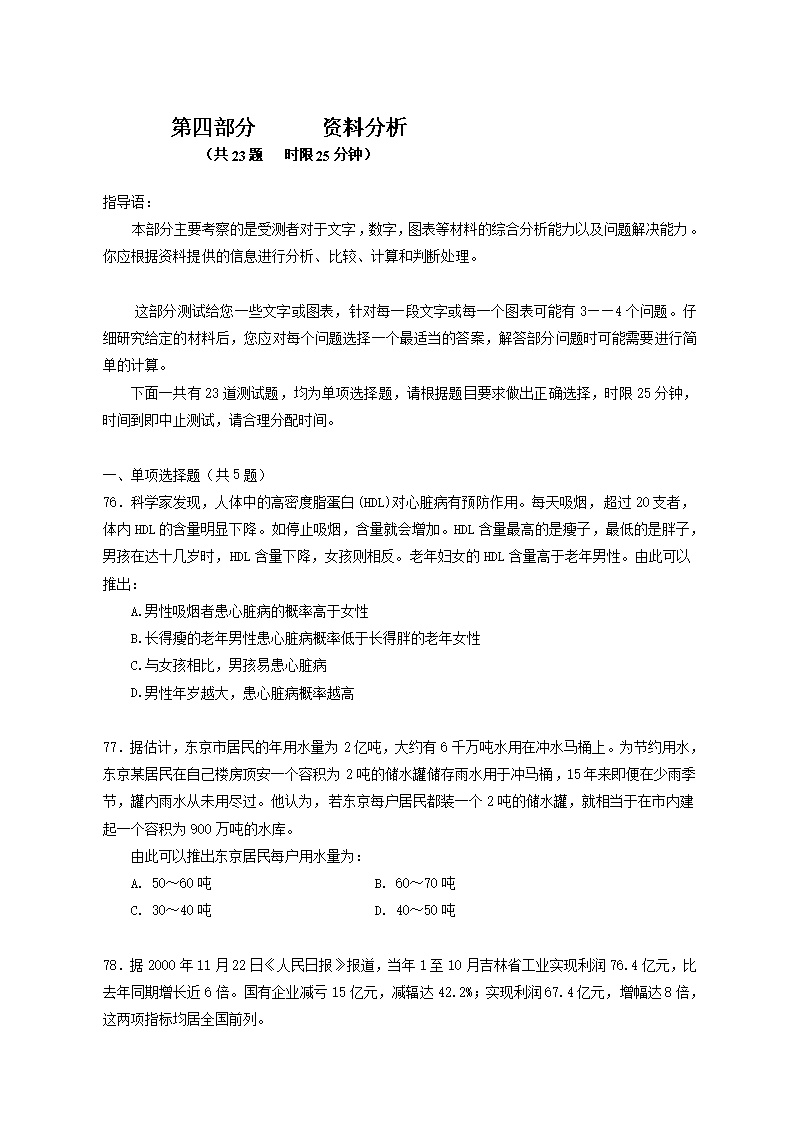 第四部分 资料分析
（共23题 时限25分钟）
指导语：
本部分主要考察的是受测者对于文字，数字，图表等材料的综合分析能力以及问题解决能力。
你应根据资料提供的信息进行分析、比较、计算和判断处理。
这部分测试给您一些文字或图表，针对每一段文字或每一个图表可能有3——4个问题。仔
细研究给定的材料后，您应对每个问题选择一个最适当的答案，解答部分问题时可能需要进行简
单的计算。
下面一共有23道测试题，均为单项选择题，请根据题目要求做出正确选择，时限25分钟，
时间到即中止测试，请合理分配时间。
一、单项选择题（共5题）
76．科学家发现，人体中的高密度脂蛋白(HDL)对心脏病有预防作用。每天吸烟，超过20支者，
体内HDL的含量明显下降。如停止吸烟，含量就会增加。HDL含量最高的是瘦子，最低的是胖子，
男孩在达十几岁时，HDL含量下降，女孩则相反。老年妇女的HDL含量高于老年男性。由此可以
推出：
A.男性吸烟者患心脏病的概率高于女性
B.长得瘦的老年男性患心脏病概率低于长得胖的老年女性
C.与女孩相比，男孩易患心脏病
D.男性年岁越大，患心脏病概率越高
77．据估计，东京市居民的年用水量为 2亿吨，大约有6千万吨水用在冲水马桶上。为节约用水，
东京某居民在自己楼房顶安一个容积为 2吨的储水罐储存雨水用于冲马桶，15年来即便在少雨季
节，罐内雨水从未用尽过。他认为，若东京每户居民都装一个2吨的储水罐，就相当于在市内建
起一个容积为900万吨的水库。
由此可以推出东京居民每户用水量为：
A. 50～60吨 B. 60～70吨
C. 30～40吨 D. 40～50吨
78．据2000年11月22日《人民日报》报道，当年1至10月吉林省工业实现利润76.4亿元，比
去年同期增长近6倍。国有企业减亏15亿元，减辐达42.2%；实现利润67.4亿元，增幅达8倍，
这两项指标均居全国前列。